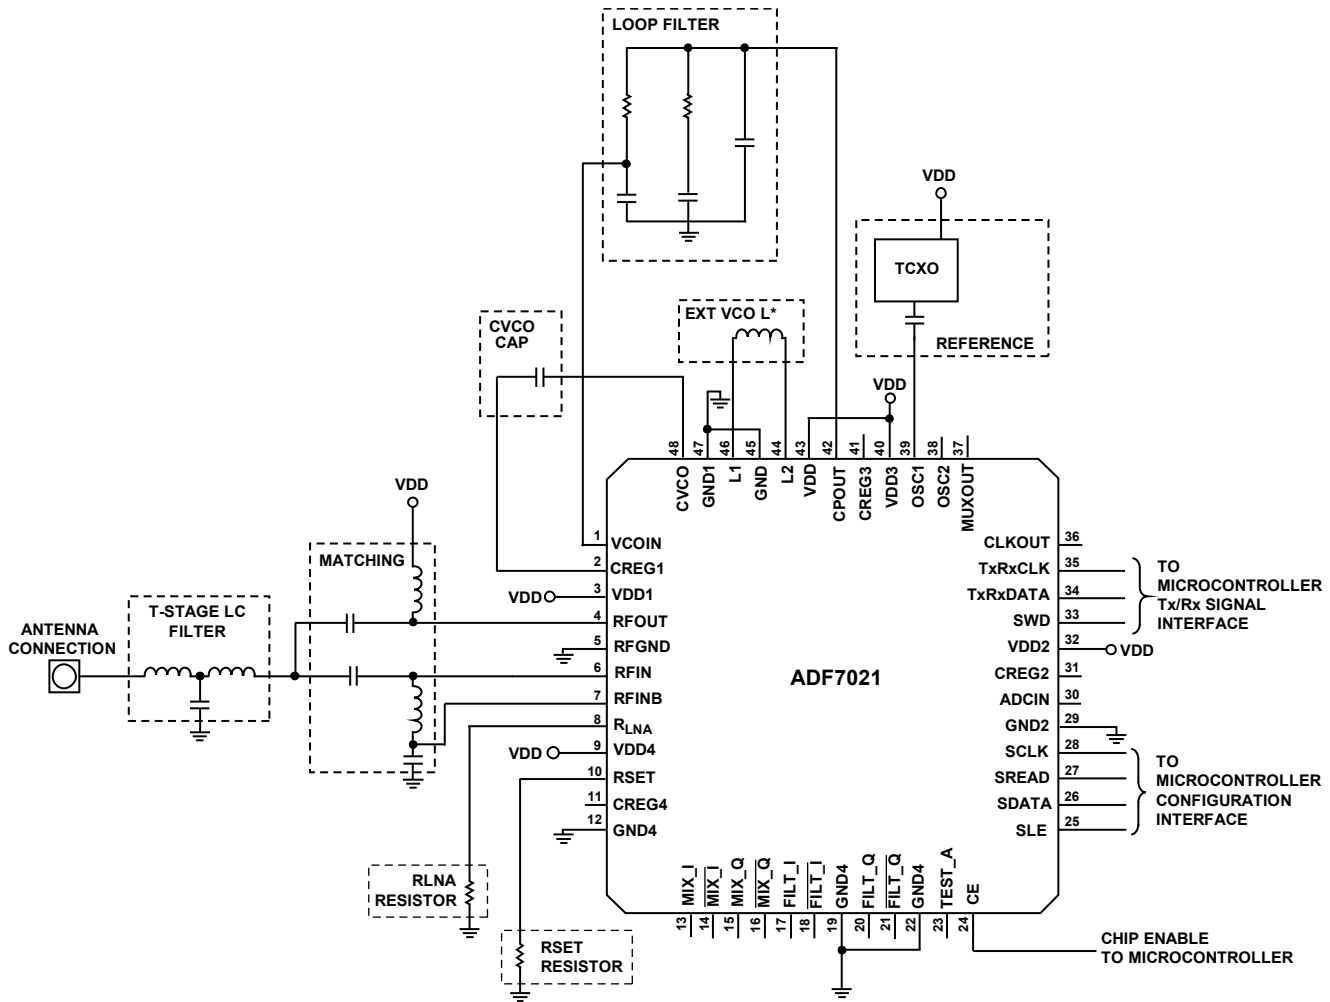 LOOP FILTER
VDD
TCXO
REFERENCE
EXT VCO L*
CVCO
CAP
VDD
48 47 46 45 44 43 42 41 40 39 38 37
CVCO GND1 L1 GND L2 VDD CPOUT CREG3 VDD3 OSC1 OSC2 MUXOUT
VDD
MATCHING
T-STAGE LC
FILTER
ANTENNA
CONNECTION
1 VCOIN
2 CREG1
VDD 3 VDD1
4 RFOUT
5 RFGND
6 RFIN
7 RFINB
8 RLNA
VDD 9 VDD4
10 RSET
11 CREG4
12 GND4
ADF7021
CLKOUT 36
TxRxCLK 35
TxRxDATA 34
SWD 33
VDD2 32 VDD
CREG2 31
ADCIN 30
GND2 29
SCLK 28
SREAD 27
SDATA 26
SLE 25
TO
MICROCONTROLLER
Tx/Rx SIGNAL
INTERFACE
TO
MICROCONTROLLER
CONFIGURATION
INTERFACE
MIX_I MIX_I MIX_Q MIX_Q FILT_I FILT_I GND4 FILT_Q FILT_Q GND4 TEST_A CE
13 14 15 16 17 18 19 20 21 22 23 24
RLNA
RESISTOR
RSET
RESISTOR
CHIP ENABLE
TO MICROCONTROLLER